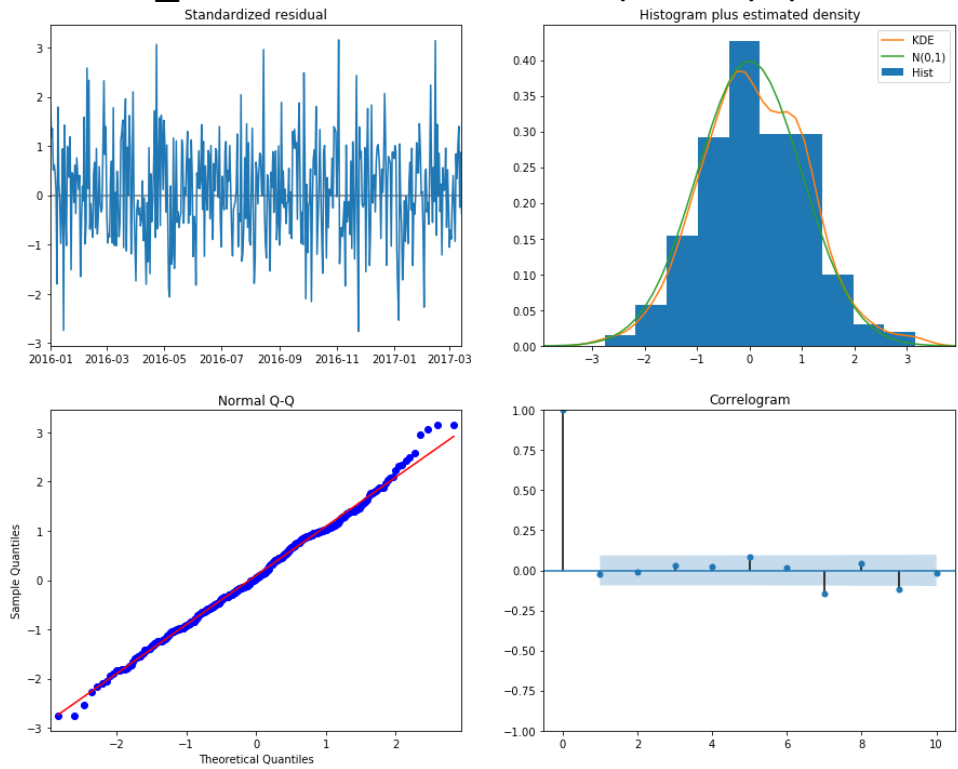 Standardized residual
3
2
1
0
−1
−2
−3
2016-01 2016-03 2016-05 2016-07 2016-09 2016-11 2017-01 2017-03
Histogram plus estimated density
KDE
N(0,1)
Hist
0.40
0.35
0.30
0.25
0.20
0.15
0.10
0.05
0.00
−3 −2 −1 0 1 2 3
Normal Q-Q
Sample Quantiles
3
2
1
0
−1
−2
−3
−2 −1 0 1 2
Theoretical Quantiles
Correlogram
1.00
0.75
0.50
0.25
0.00
−0.25
−0.50
−0.75
−1.00
0 2 4 6 8 10